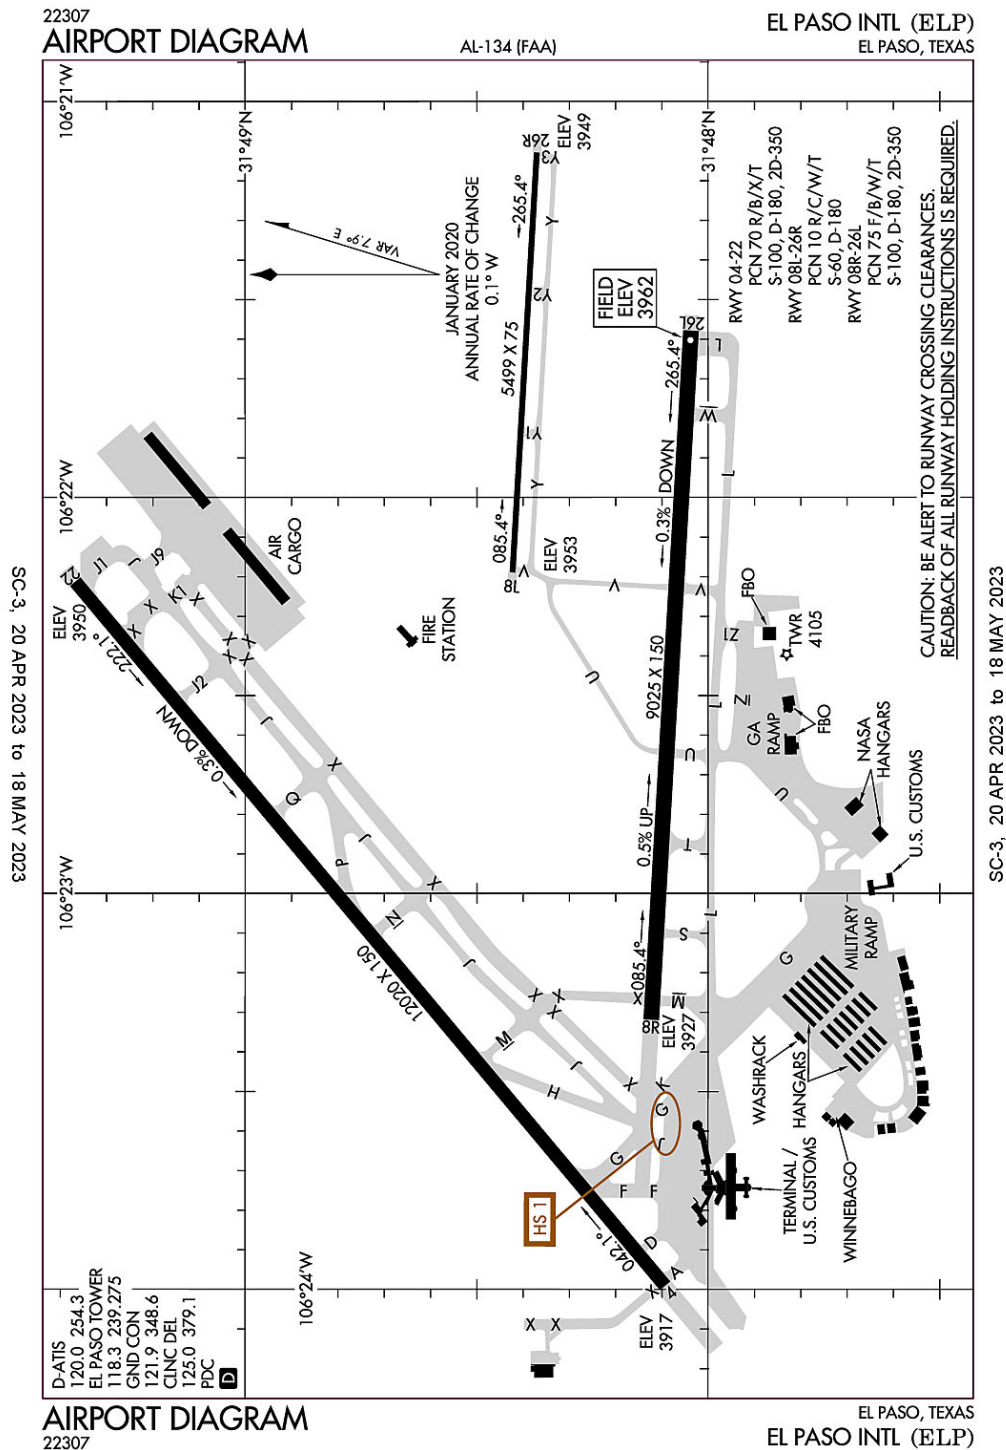 22307
AIRPORT DIAGRAM
AL-134 (FAA)
EL PASO INTL (ELP)
EL PASO, TEXAS
106°21'W
106°22'W
106°23'W
106°24'W
31°49'N
31°48'N
VAR 7.9° E
JANUARY 2020
ANNUAL RATE OF CHANGE
0.1° W
26R
Y3
ELEV
3949
265.4°
Y
Y2
5499 X 75
Y1
Y
085.4°
8L
V
ELEV
3953
FIELD
ELEV
3962
26L
L
265.4°
W
0.3% DOWN
L
V
V
9025 X 150
U
U
0.5% UP
T
L
S
085.4°
X
M
8R
ELEV
3927
RWY 04-22
PCN 70 R/B/X/T
S-100, D-180, 2D-350
RWY 08L-26R
PCN 10 R/C/W/T
S-60, D-180
RWY 08R-26L
PCN 75 F/B/W/T
S-100, D-180, 2D-350
CAUTION: BE ALERT TO RUNWAY CROSSING CLEARANCES.
READBACK OF ALL RUNWAY HOLDING INSTRUCTIONS IS REQUIRED.
AIR
CARGO
FIRE
STATION
22
ELEV
3950
J1
J
J9
K1
X
X
X
X
X
X
X
222.1°
0.3% DOWN
J2
J
X
Q
J
P
X
N
J
12020 X 150
X
X
X
M
J
H
X
X
G
J
G
F
F
HS 1
D
A
042.1°
4
X
ELEV
3917
X
X
Z1
FBO
TWR
4105
L
Z
GA
RAMP
FBO
U
NASA
HANGARS
U.S. CUSTOMS
G
MILITARY
RAMP
WASHRACK
HANGARS
WINNEBAGO
TERMINAL /
U.S. CUSTOMS
D-ATIS
120.0 254.3
EL PASO TOWER
118.3 239.275
GND CON
121.9 348.6
CLNC DEL
125.0 379.1
PDC
D
SC-3, 20 APR 2023 to 18 MAY 2023
SC-3, 20 APR 2023 to 18 MAY 2023
AIRPORT DIAGRAM
22307
EL PASO, TEXAS
EL PASO INTL (ELP)